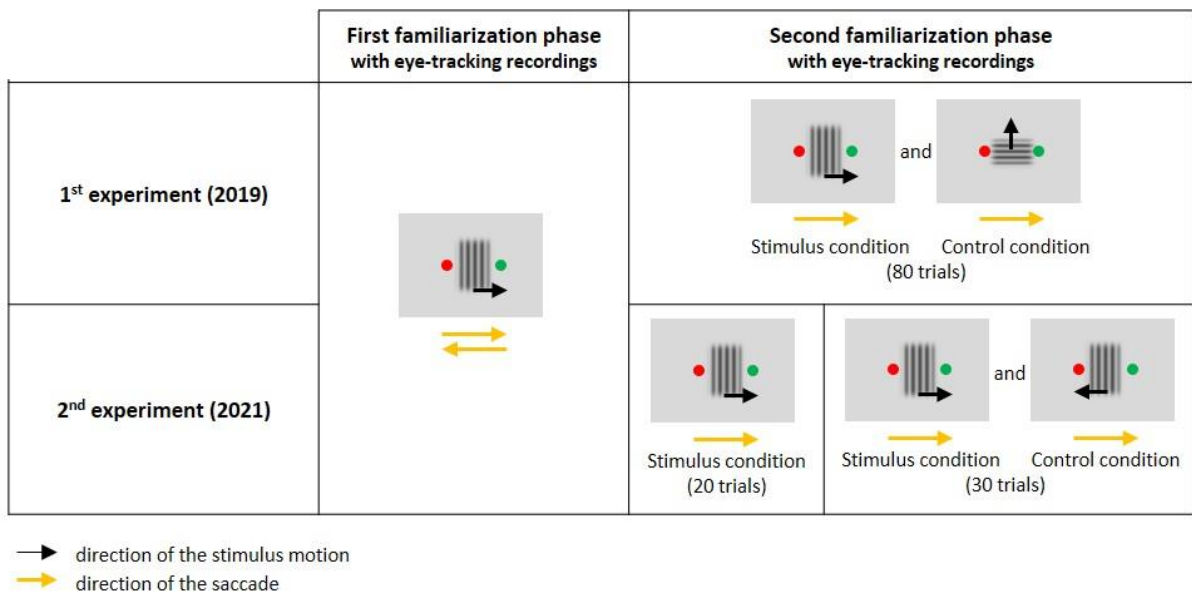 First familiarization phase
with eye-tracking recordings
Second familiarization phase
with eye-tracking recordings
1st experiment (2019)
and
Stimulus condition
Control condition
(80 trials)
2nd experiment (2021)
Stimulus condition
(20 trials)
and
Stimulus condition
Control condition
(30 trials)
direction of the stimulus motion
direction of the saccade